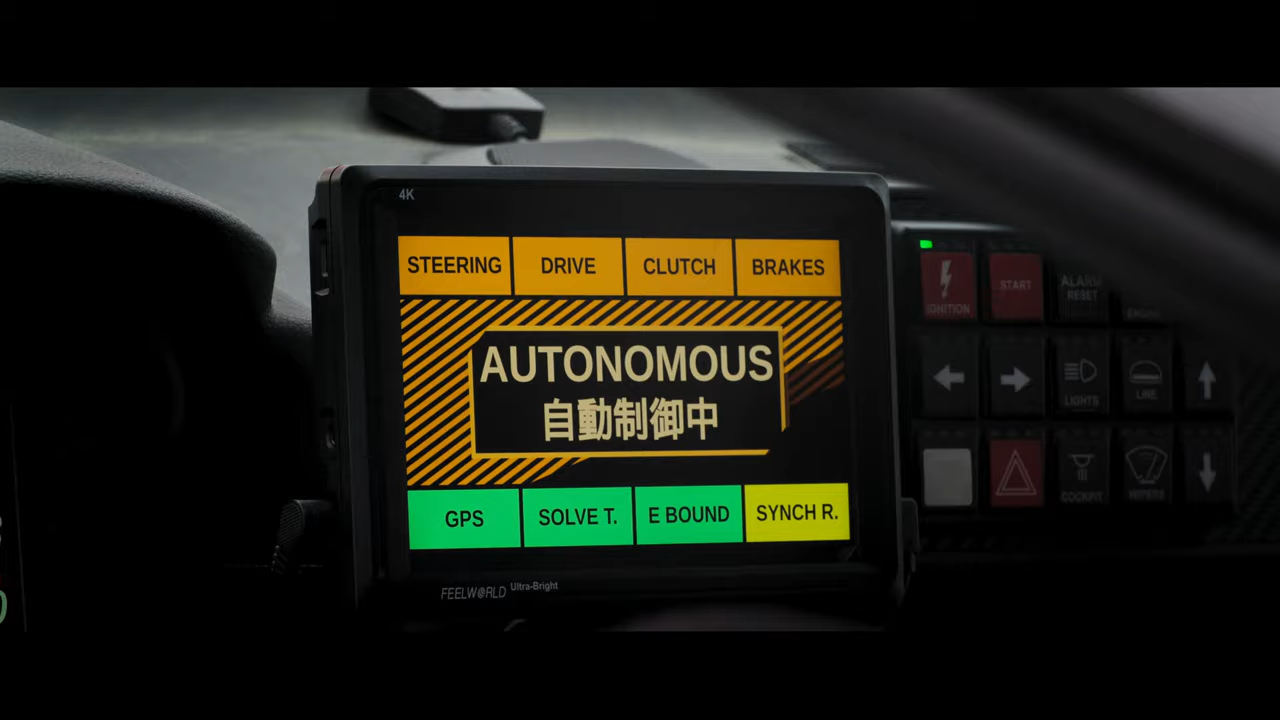 4K
STEERING DRIVE CLUTCH BRAKES
AUTONOMOUS
自動制御中
GPS SOLVE T. E BOUND SYNCH R.
FEELW@RLD Ultra-Bright
IGNITION START ALARM RESET
LIGHTS LINE
COCKPIT WIPERS